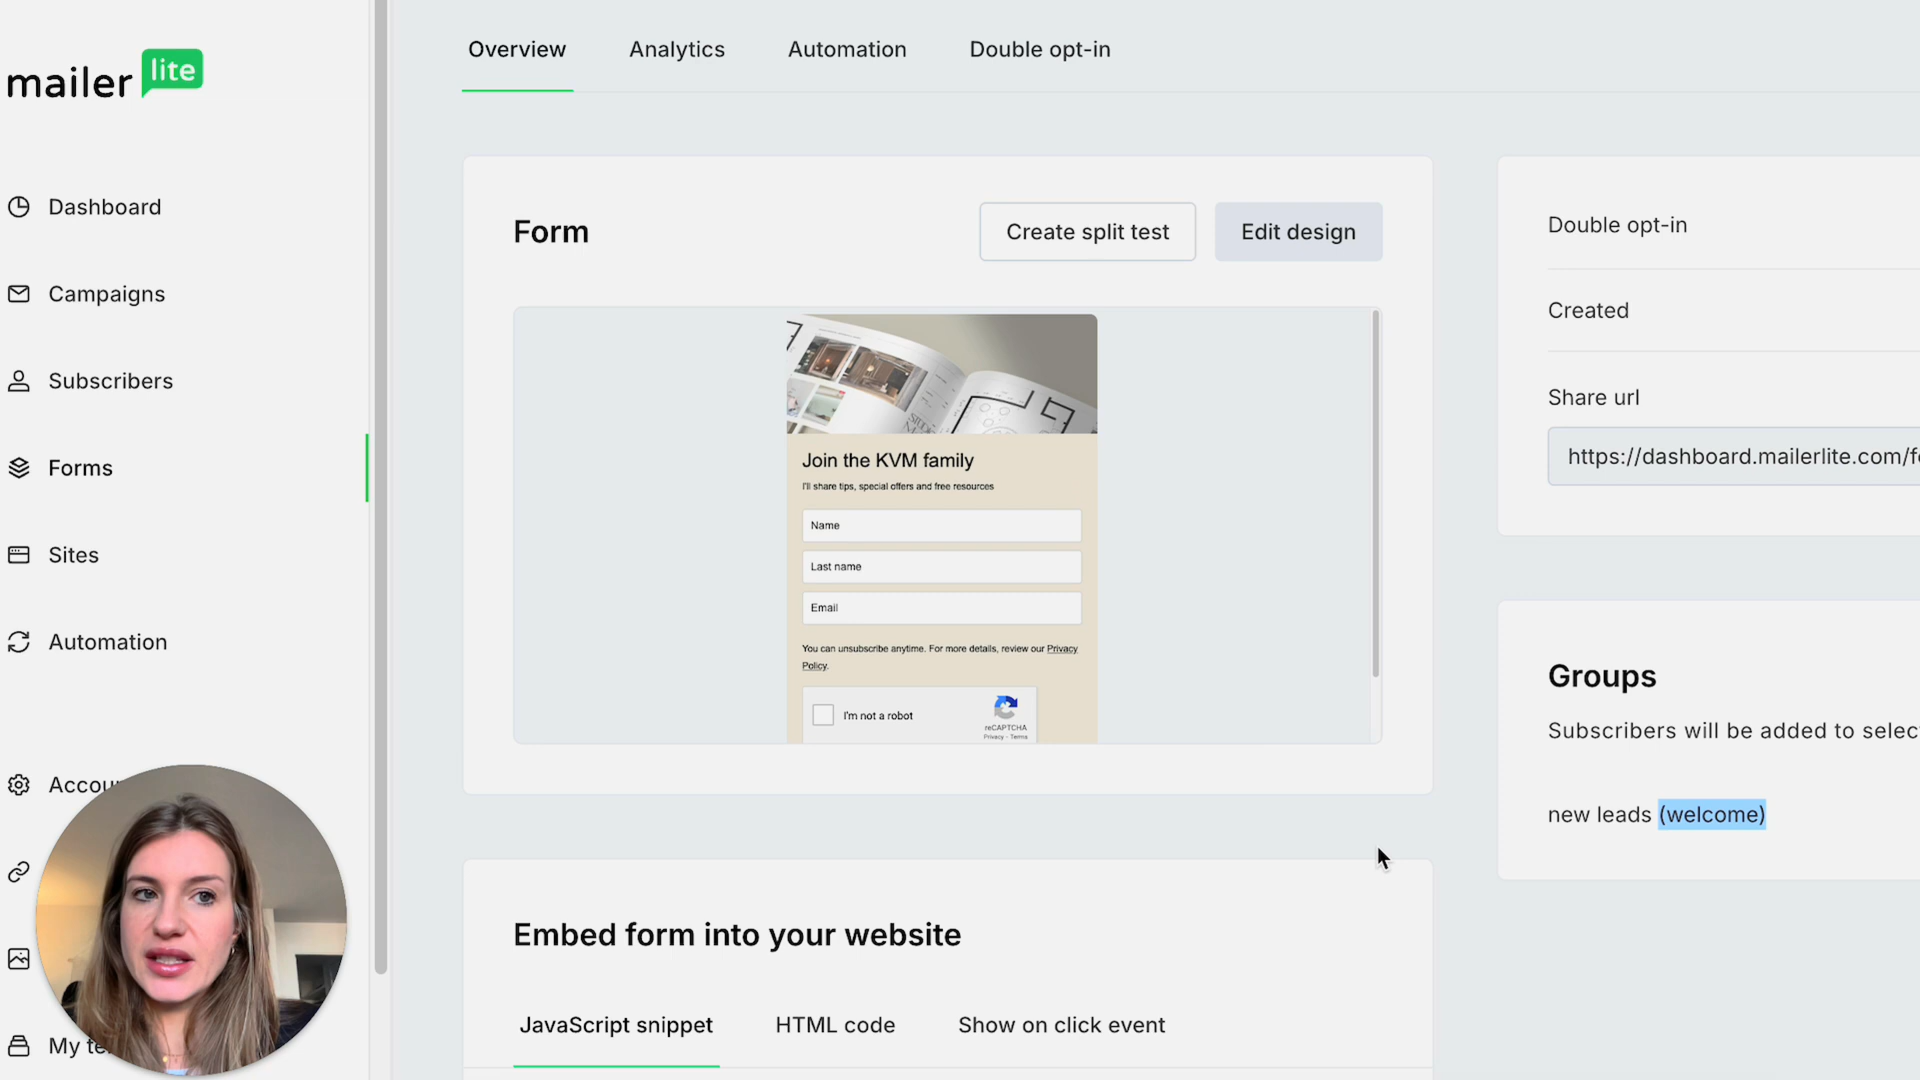 mailer lite
Dashboard
Campaigns
Subscribers
Forms
Sites
Automation
Overview
Analytics
Automation
Double opt-in
Form
Create split test
Edit design
Join the KVM family
I'll share tips, special offers and free resources
Name
Last name
Email
You can unsubscribe anytime. For more details, review our Privacy
Policy.
I'm not a robot
reCAPTCHA
Privacy - Terms
Embed form into your website
JavaScript snippet
HTML code
Show on click event
Double opt-in
Created
Share url
https://dashboard.mailerlite.com/
Groups
Subscribers will be added to
new leads (welcome)
My